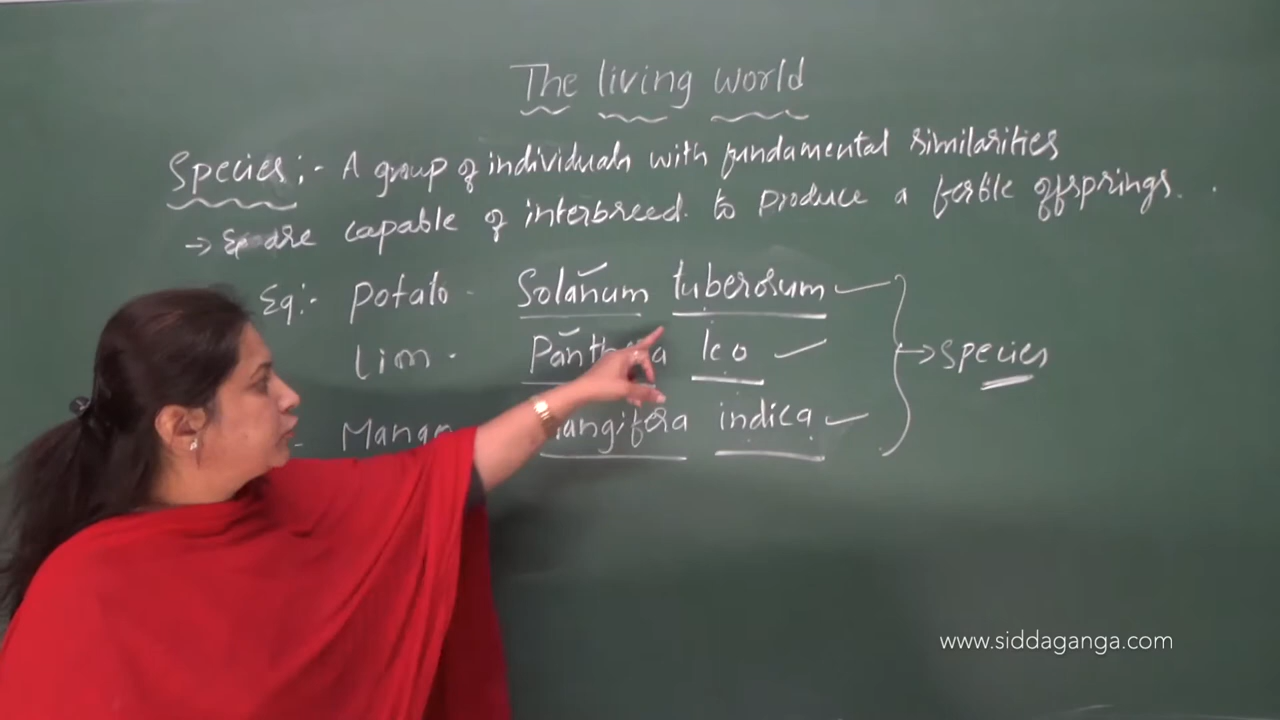 The living world
Species :- A group of individuals with fundamental similarities
→ & are capable of interbreed. to produce a fertile offsprings.
Eg:- Potato - Solanum tuberosum
Lion - Panthera leo → Species
Mangifera indica
www.siddaganga.com